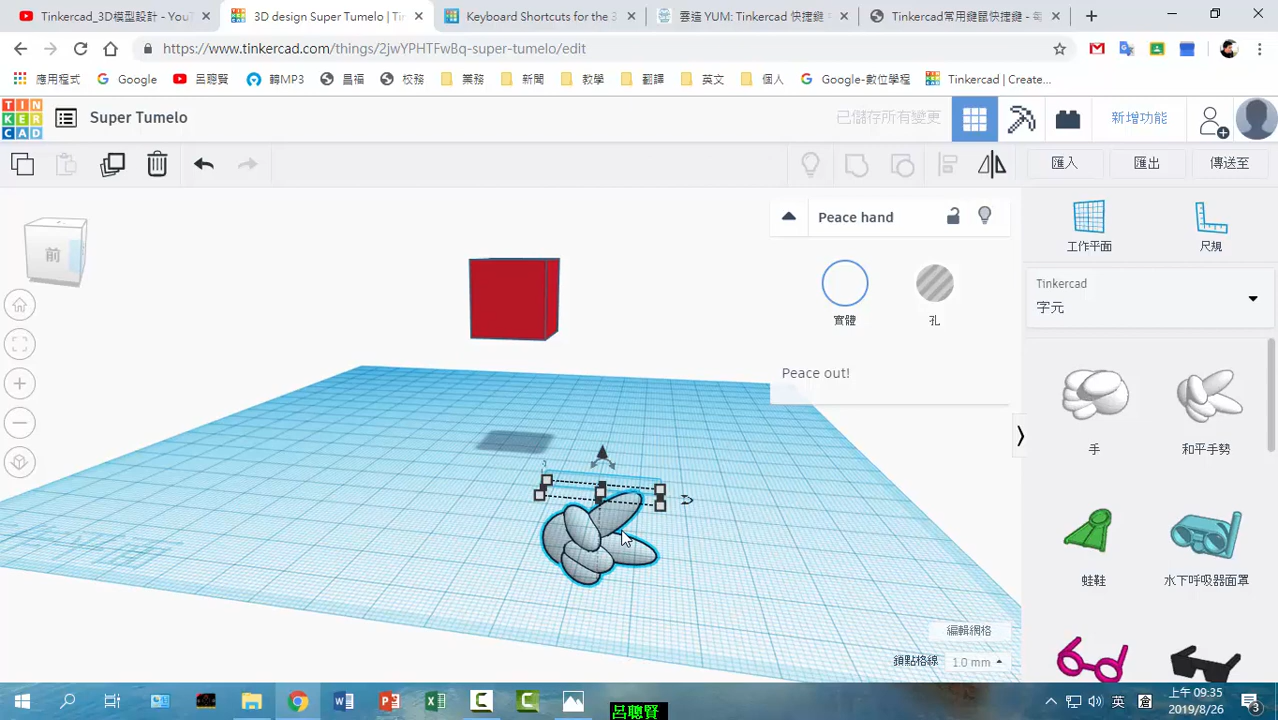 Tinkercad_3D模型設計 - YouT
3D design Super Tumelo | Tin
Keyboard Shortcuts for the 3
雲造 YUM: Tinkercad 快捷鍵
Tinkercad常用鍵鼠快捷鍵 - 每
https://www.tinkercad.com/things/2jwYPHTFwBq-super-tumelo/edit
應用程式
Google
呂聰賢
轉MP3
昌福
校務
業務
新聞
教學
翻譯
英文
個人
Google-數位學程
Tinkercad | Create...
TINKERCAD
Super Tumelo
已儲存所有變更
新增功能
匯入
匯出
傳送至
前
Peace hand
實體
孔
Peace out!
工作平面
尺規
Tinkercad
字元
手
和平手勢
蛙鞋
水下呼吸器面罩
編輯網格
鎖點格線
1.0 mm
英
倉
上午 09:35
2019/8/26
3
呂聰賢